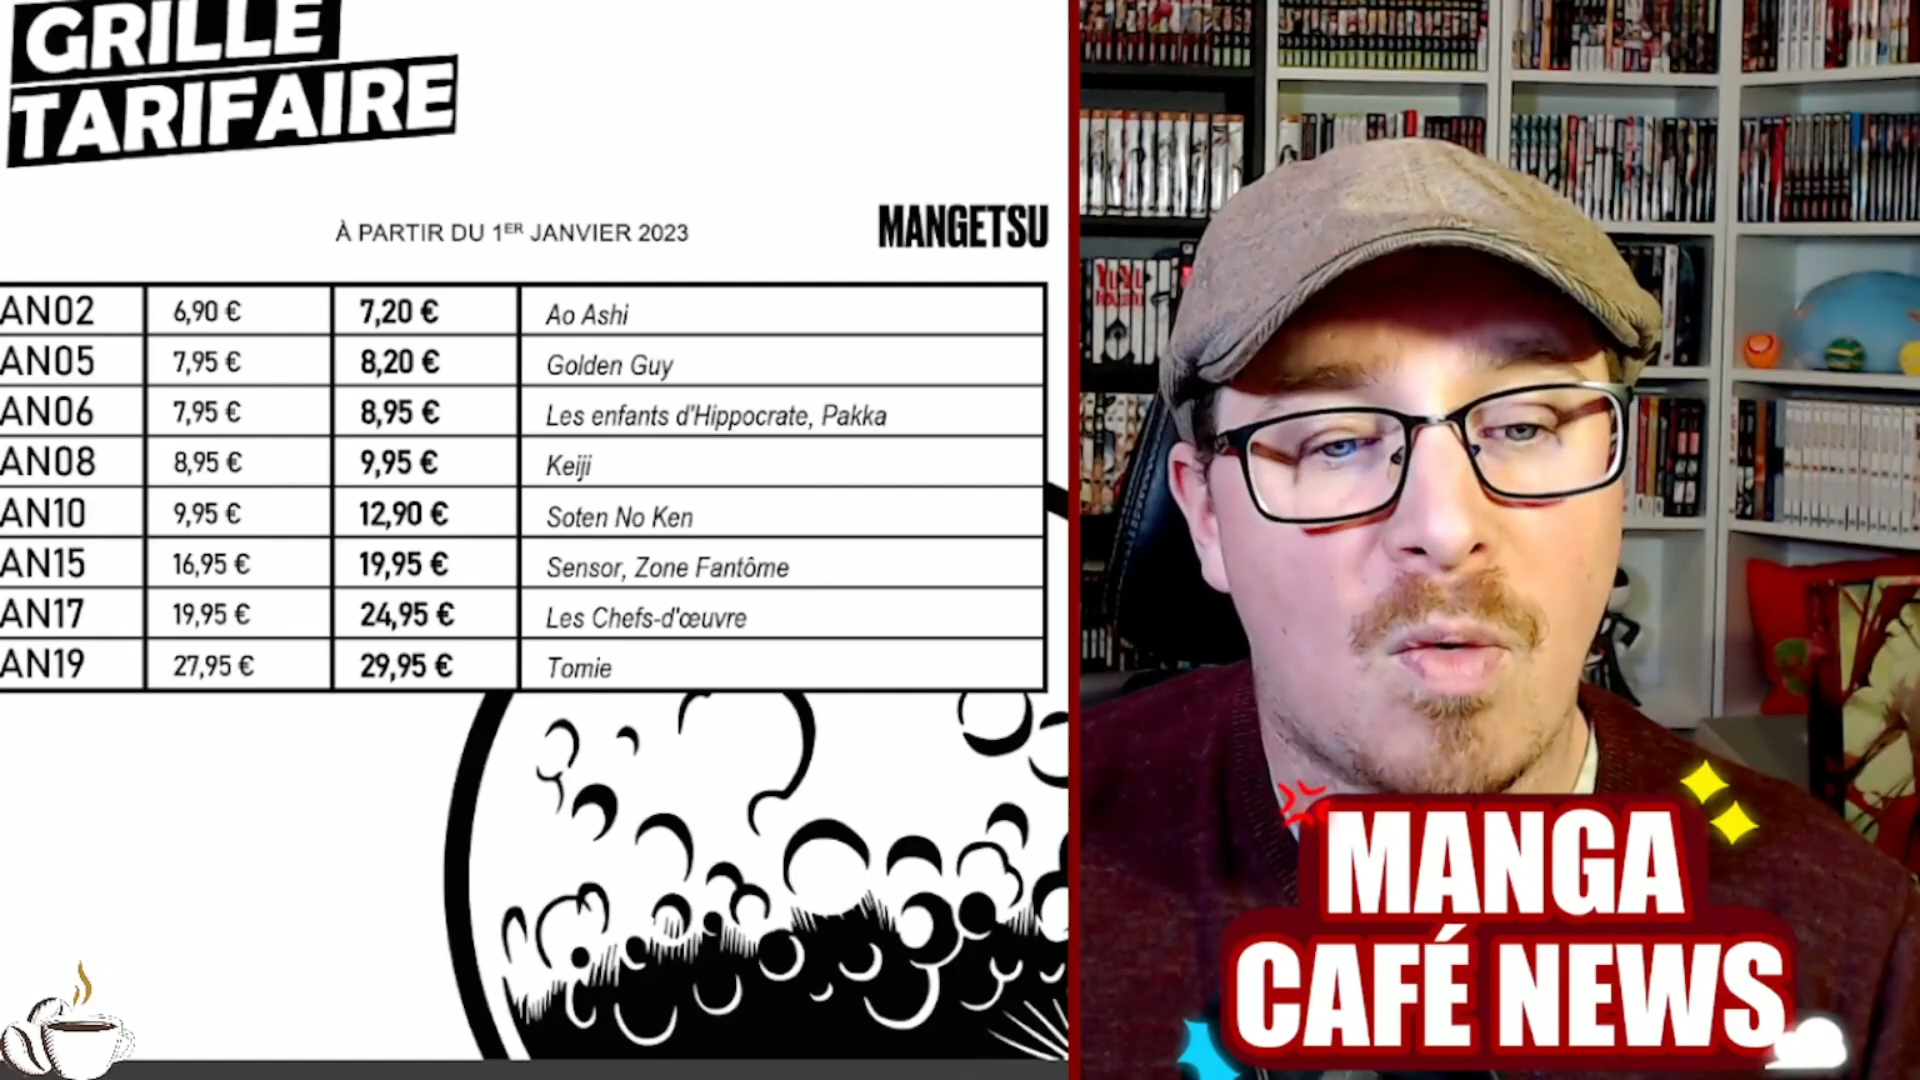 GRILLE
TARIFAIRE
À PARTIR DU 1ER JANVIER 2023
MANGETSU
AN02 6,90 € 7,20 € Ao Ashi
AN05 7,95 € 8,20 € Golden Guy
AN06 7,95 € 8,95 € Les enfants d'Hippocrate, Pakka
AN08 8,95 € 9,95 € Keiji
AN10 9,95 € 12,90 € Soten No Ken
AN15 16,95 € 19,95 € Sensor, Zone Fantôme
AN17 19,95 € 24,95 € Les Chefs-d'œuvre
AN19 27,95 € 29,95 € Tomie
MANGA
CAFÉ NEWS